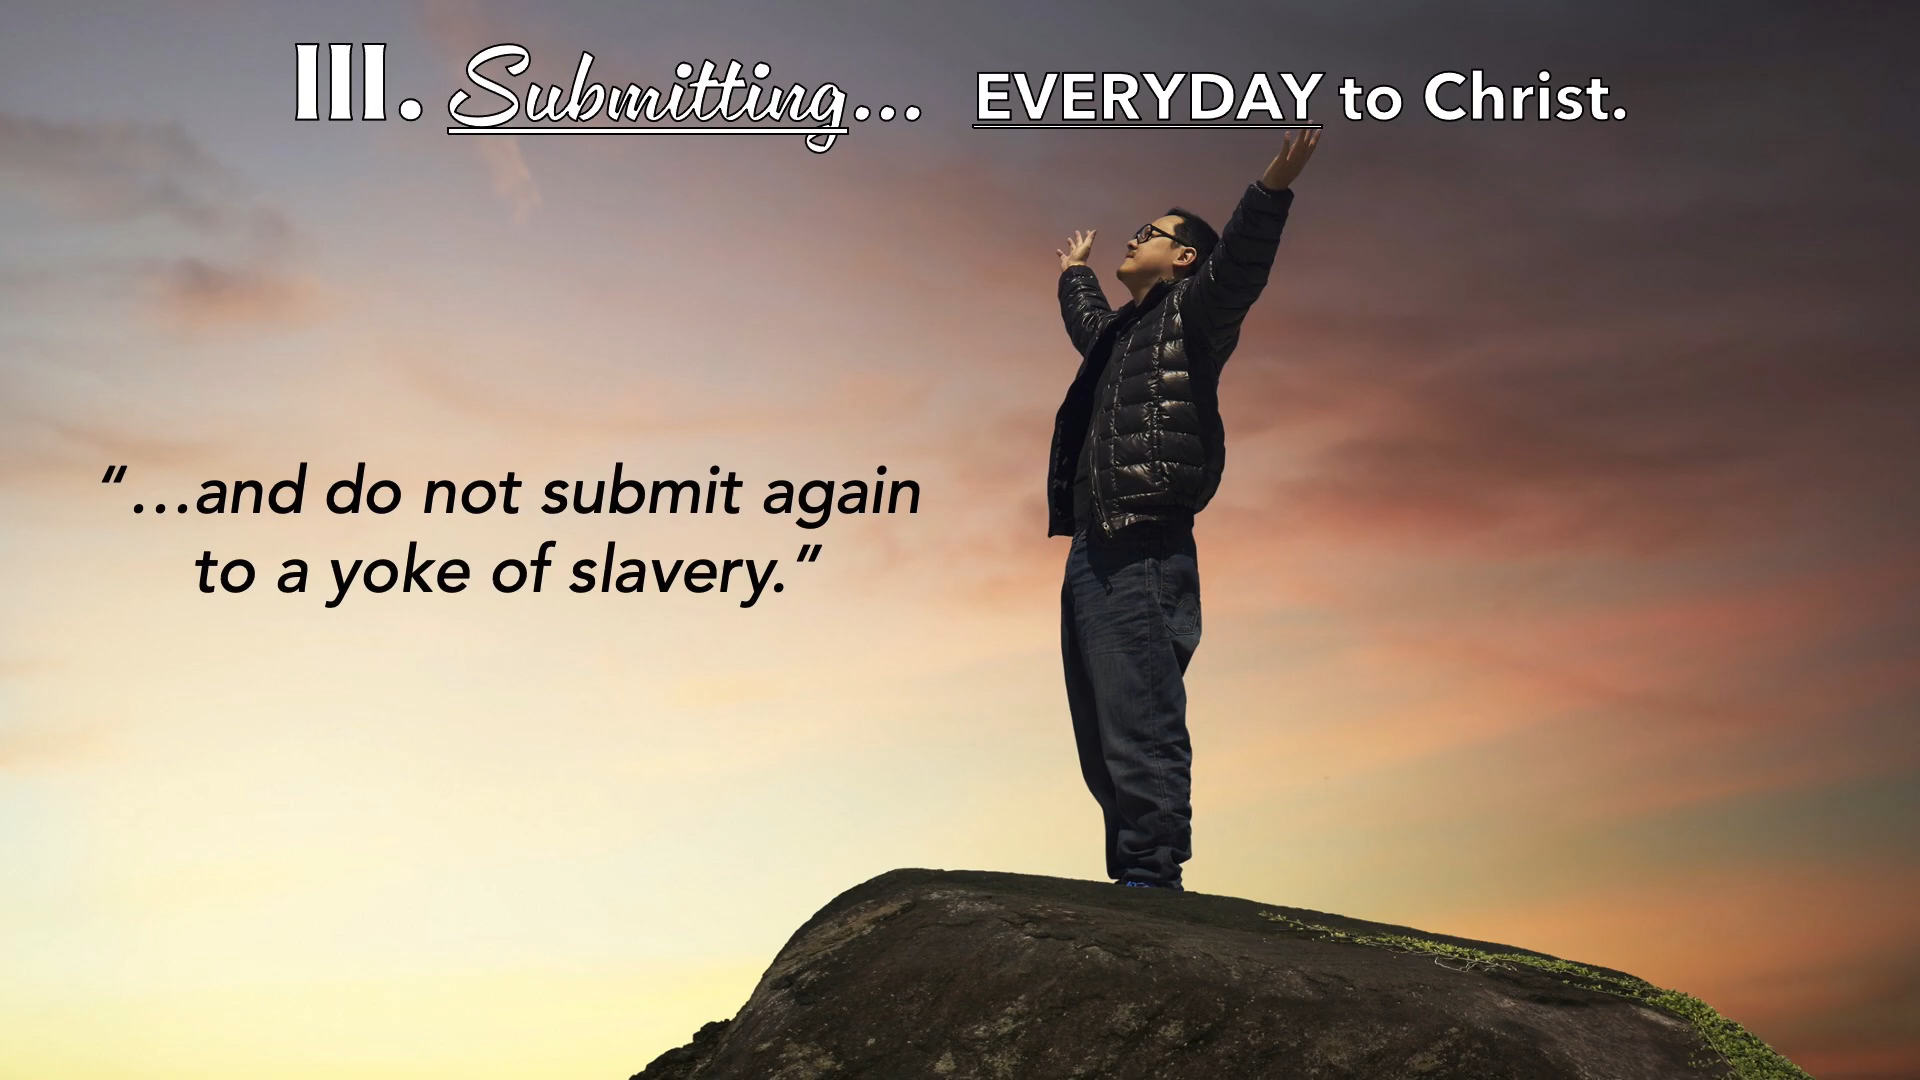 III. Submitting... EVERYDAY to Christ.
“...and do not submit again
to a yoke of slavery.”